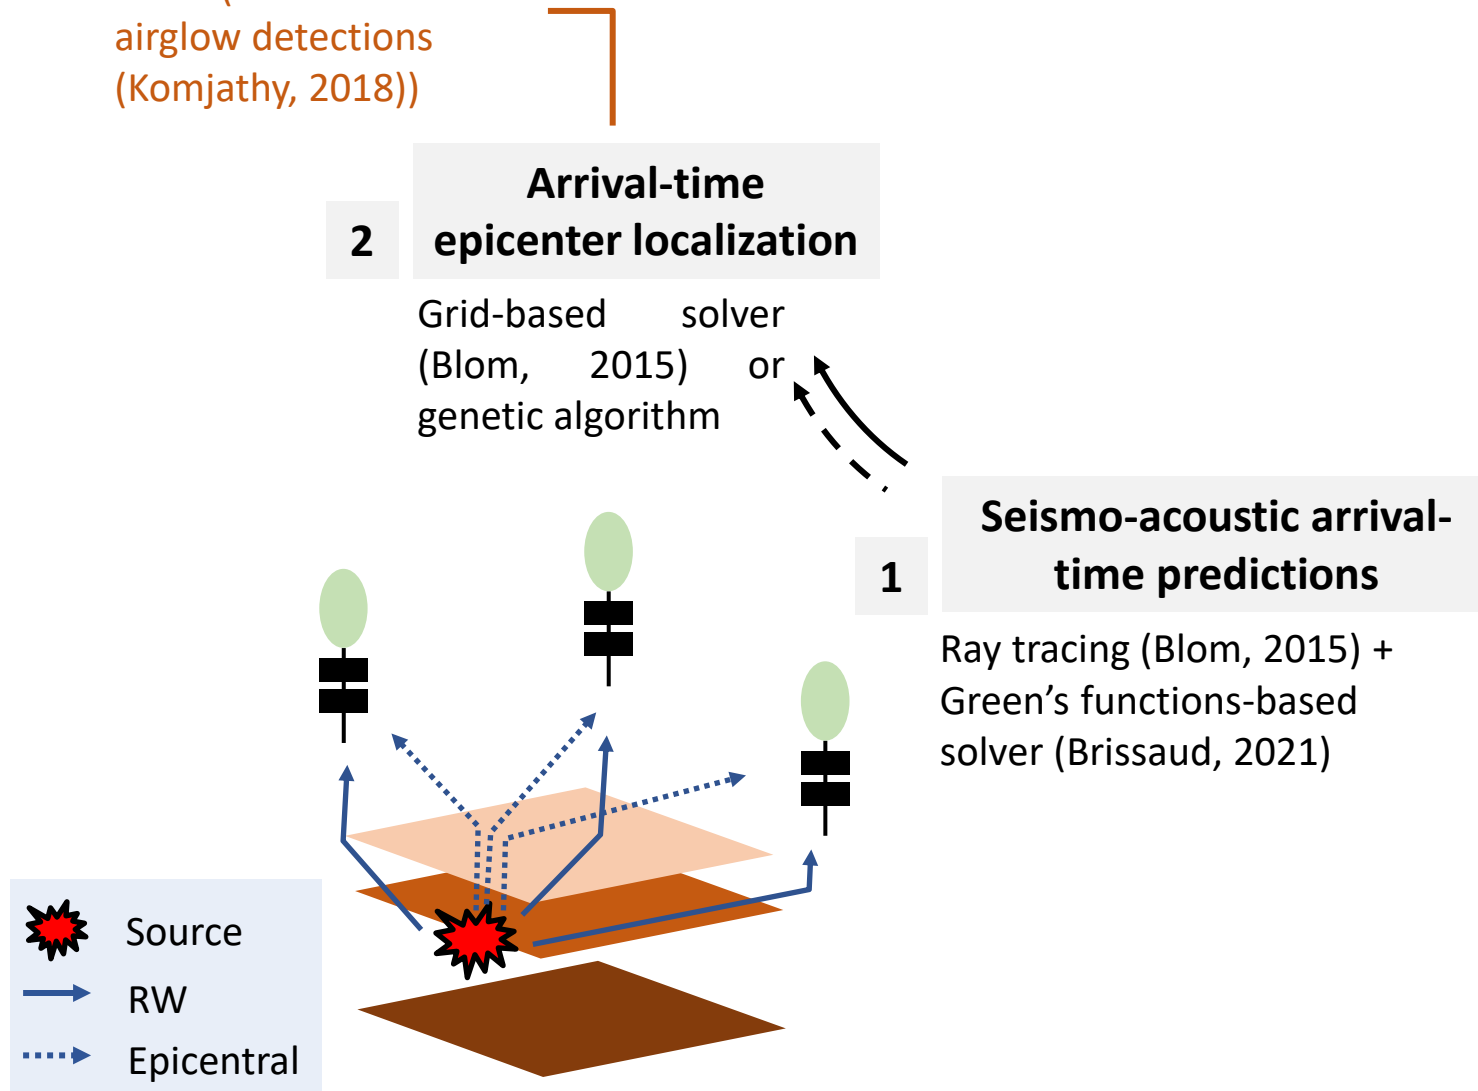 airglow detections
(Komjathy, 2018))
Arrival-time
2
epicenter localization
Grid-based solver
(Blom, 2015) or
genetic algorithm
Seismo-acoustic arrival-
1
time predictions
Ray tracing (Blom, 2015) +
Green's functions-based
solver (Brissaud, 2021)
Source
RW
Epicentral